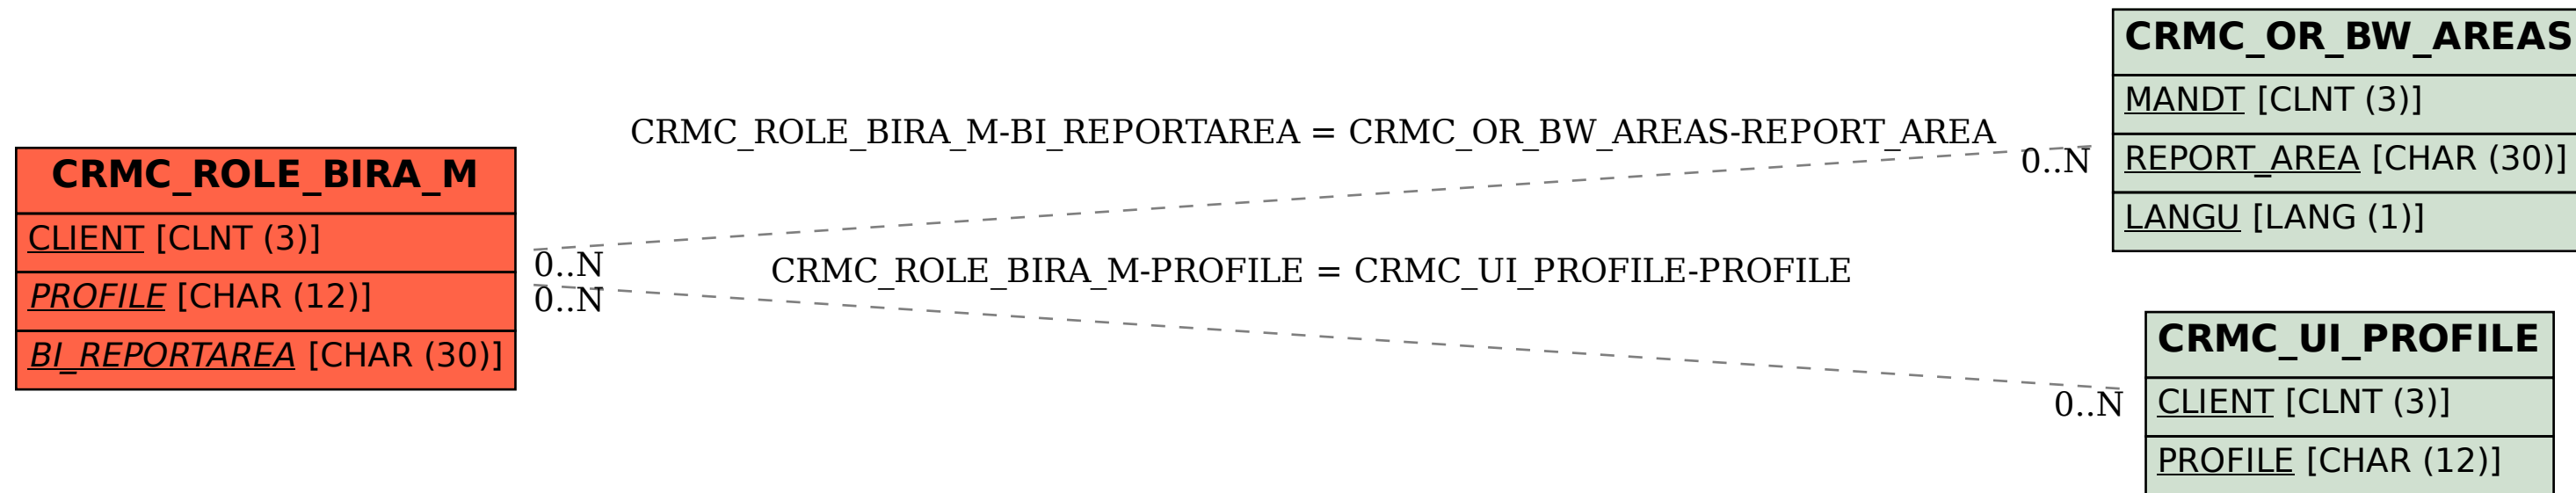 CRMC_OR_BW_AREAS
MANDT [CLNT (3)]
REPORT_AREA [CHAR (30)]
LANGU [LANG (1)]
CRMC_ROLE_BIRA_M-BI_REPORTAREA = CRMC_OR_BW_AREAS-REPORT_AREA
0..N
CRMC_ROLE_BIRA_M
CLIENT [CLNT (3)]
PROFILE [CHAR (12)]
BI_REPORTAREA [CHAR (30)]
0..N
0..N
CRMC_ROLE_BIRA_M-PROFILE = CRMC_UI_PROFILE-PROFILE
0..N
CRMC_UI_PROFILE
CLIENT [CLNT (3)]
PROFILE [CHAR (12)]